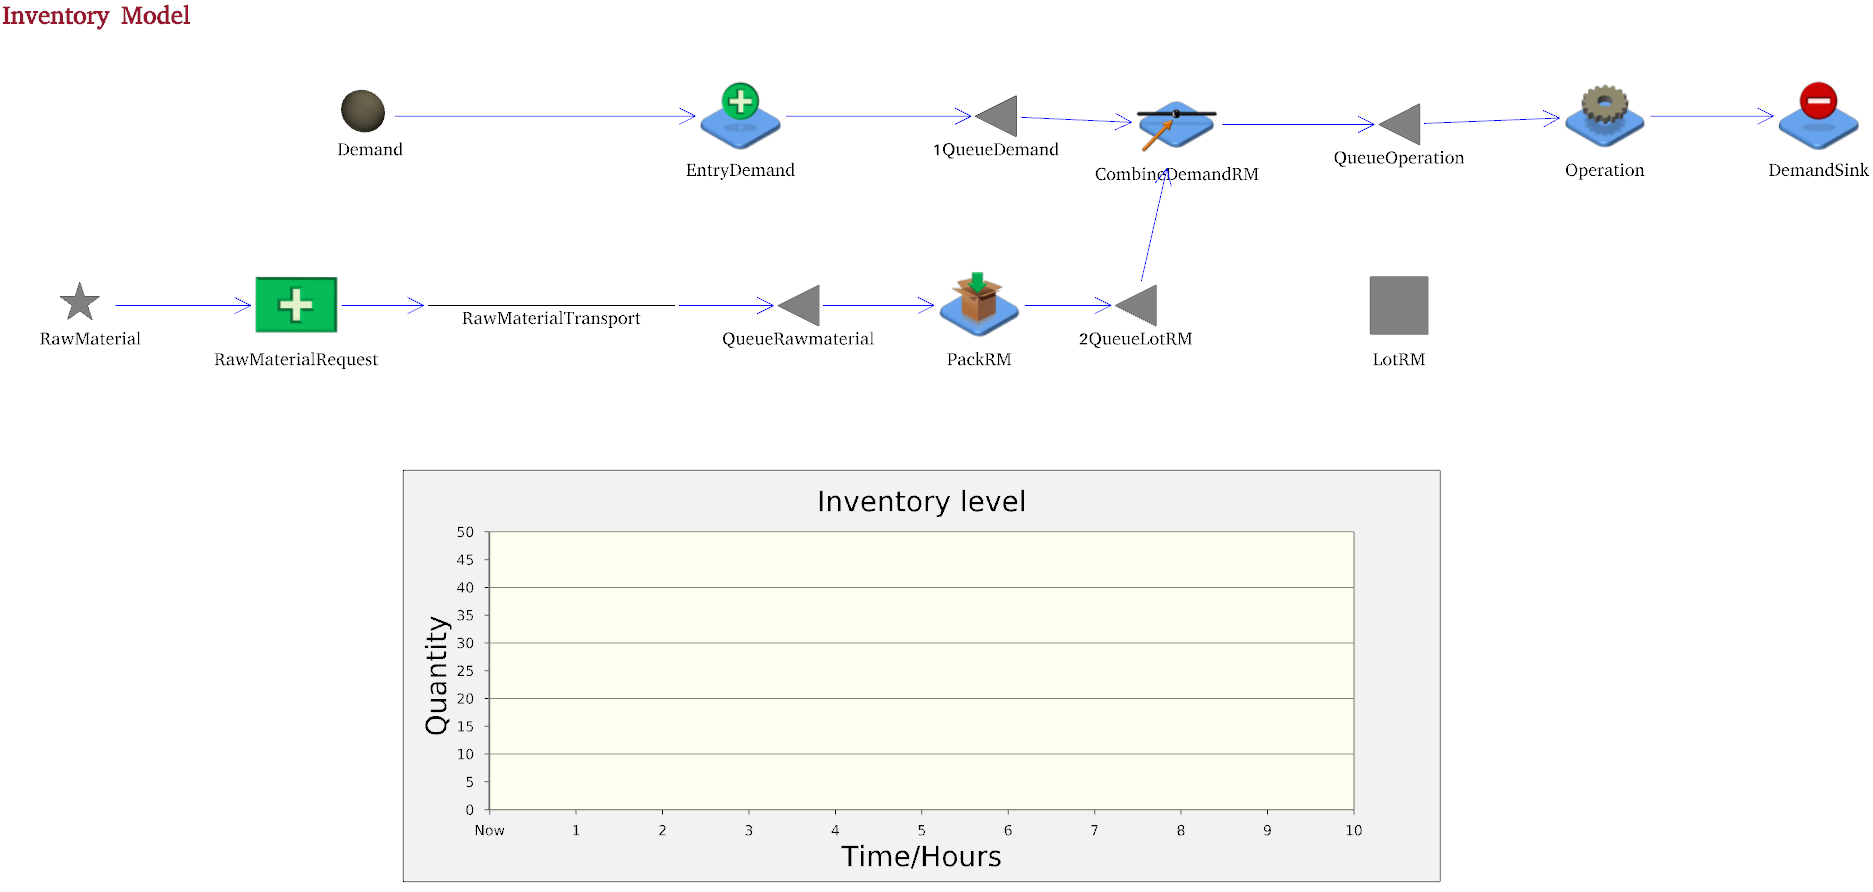 Inventory Model
Demand
EntryDemand
1QueueDemand
CombineDemandRM
QueueOperation
Operation
DemandSink
RawMaterial
RawMaterialRequest
RawMaterialTransport
QueueRawmaterial
PackRM
2QueueLotRM
LotRM
Inventory level
Quantity
50
45
40
35
30
25
20
15
10
5
0
Now 1 2 3 4 5 6 7 8 9 10
Time/Hours